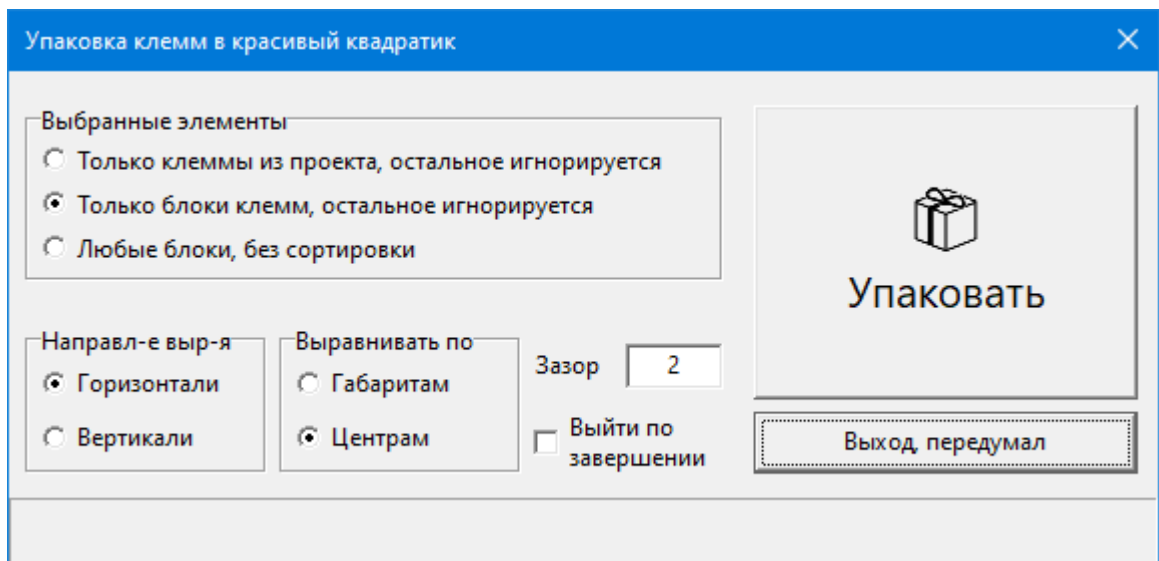 Упаковка клемм в красивый квадратик
Выбранные элементы
Только клеммы из проекта, остальное игнорируется
Только блоки клемм, остальное игнорируется
Любые блоки, без сортировки
Упаковать
Направл-е выр-я
Горизонтали
Вертикали
Выравнивать по
Габаритам
Центрам
Зазор 2
Выйти по
завершении
Выход, передумал